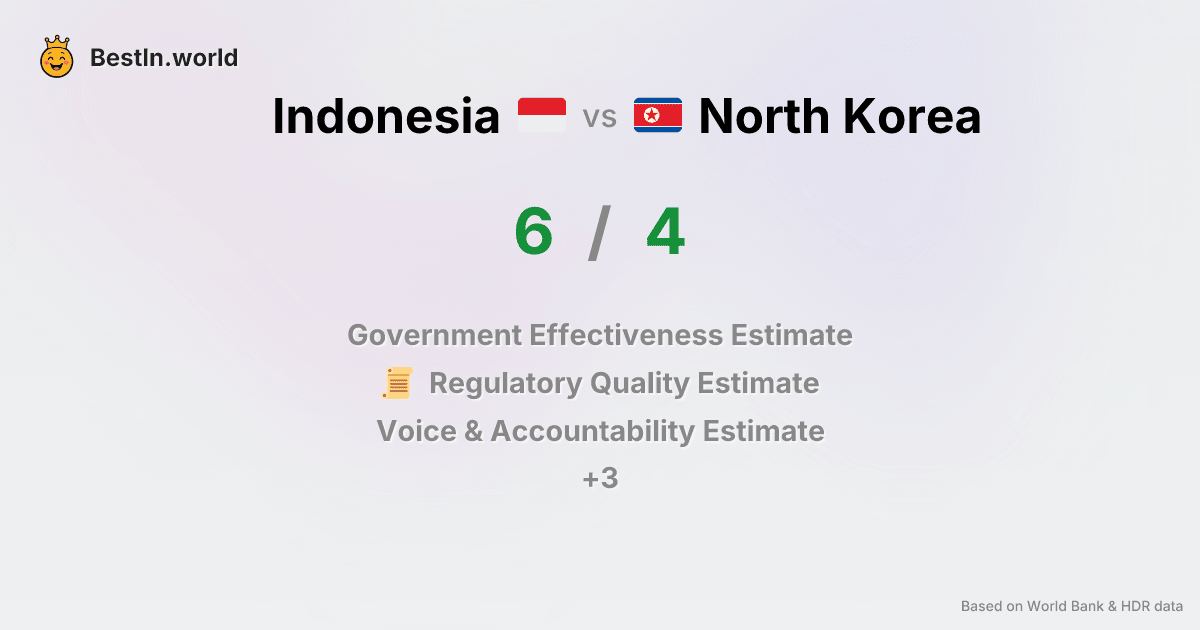 BestIn.world
Indonesia vs North Korea
6 / 4
Government Effectiveness Estimate
Regulatory Quality Estimate
Voice & Accountability Estimate
+3
Based on World Bank & HDR data